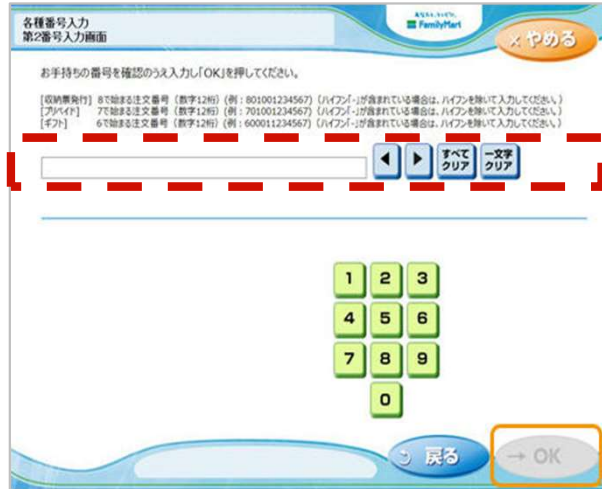 各種番号入力
第2番号入力画面
あなたと、コンビに、
FamilyMart
× やめる
お手持ちの番号を確認のうえ入力し「OK」を押してください。
[収納票発行] 8で始まる注文番号（数字12桁）(例：801001234567)（ハイフン「-」が含まれている場合は、ハイフンを除いて入力してください。）
[プリペイド] 7で始まる注文番号（数字12桁）(例：701001234567)（ハイフン「-」が含まれている場合は、ハイフンを除いて入力してください。）
[ギフト] 6で始まる注文番号（数字12桁）(例：600011234567)（ハイフン「-」が含まれている場合は、ハイフンを除いて入力してください。）
すべて 一文字
クリア クリア
1 2 3
4 5 6
7 8 9
0
戻る
→ OK